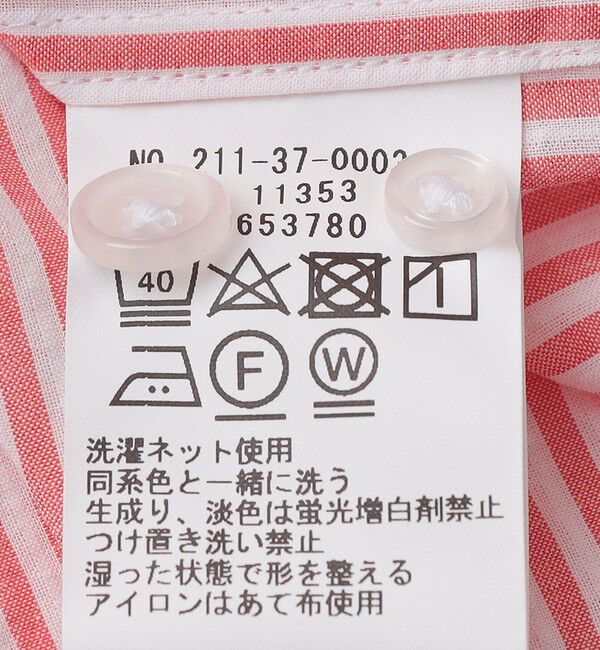 NO. 211-37-0003
11353
653780
40
F W
洗濯ネット使用
同系色と一緒に洗う
生成り、淡色は蛍光増白剤禁止
つけ置き洗い禁止
湿った状態で形を整える
アイロンはあて布使用